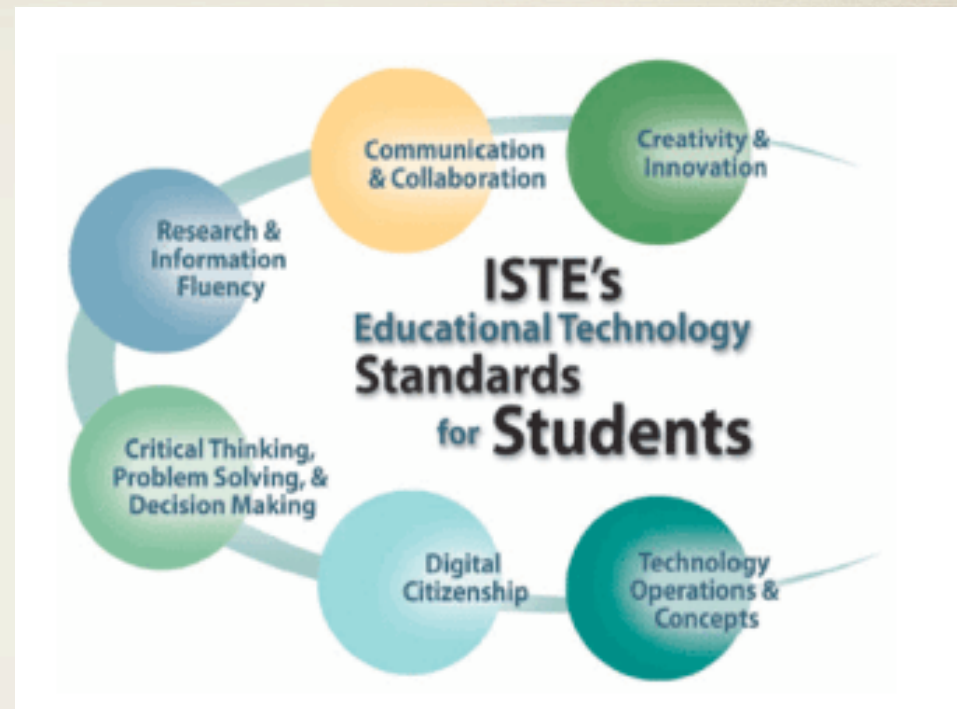 Communication
& Collaboration
Creativity &
Innovation
Research &
Information
Fluency
ISTE's
Educational Technology
Standards
for Students
Critical Thinking,
Problem Solving, &
Decision Making
Digital
Citizenship
Technology
Operations &
Concepts